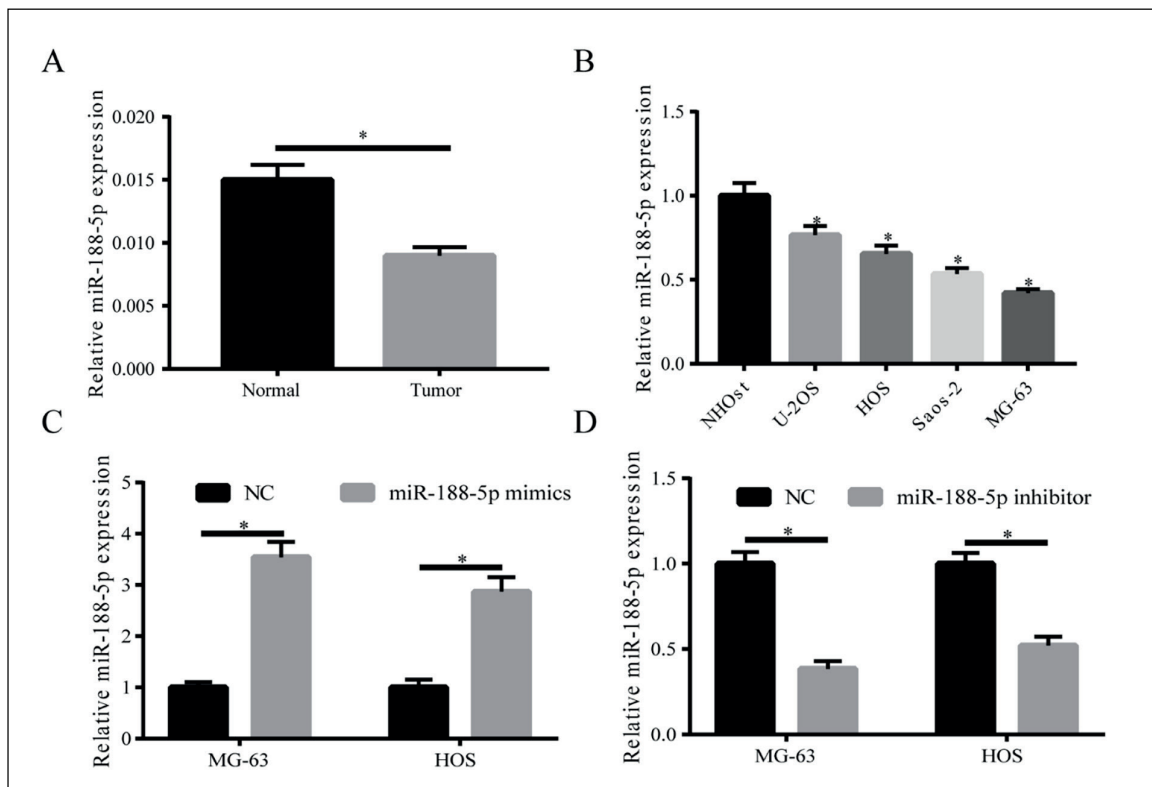 A
Relative miR-188-5p expression
0.020
0.015
0.010
0.005
0.000
*
Normal
Tumor
B
Relative miR-188-5p expression
1.5
1.0
0.5
0.0
*
*
*
*
NHOst
U-2OS
HOS
Saos-2
MG-63
C
Relative miR-188-5p expression
NC
miR-188-5p mimics
5
4
3
2
1
0
*
*
MG-63
HOS
D
Relative miR-188-5p expression
NC
miR-188-5p inhibitor
1.5
1.0
0.5
0.0
*
*
MG-63
HOS